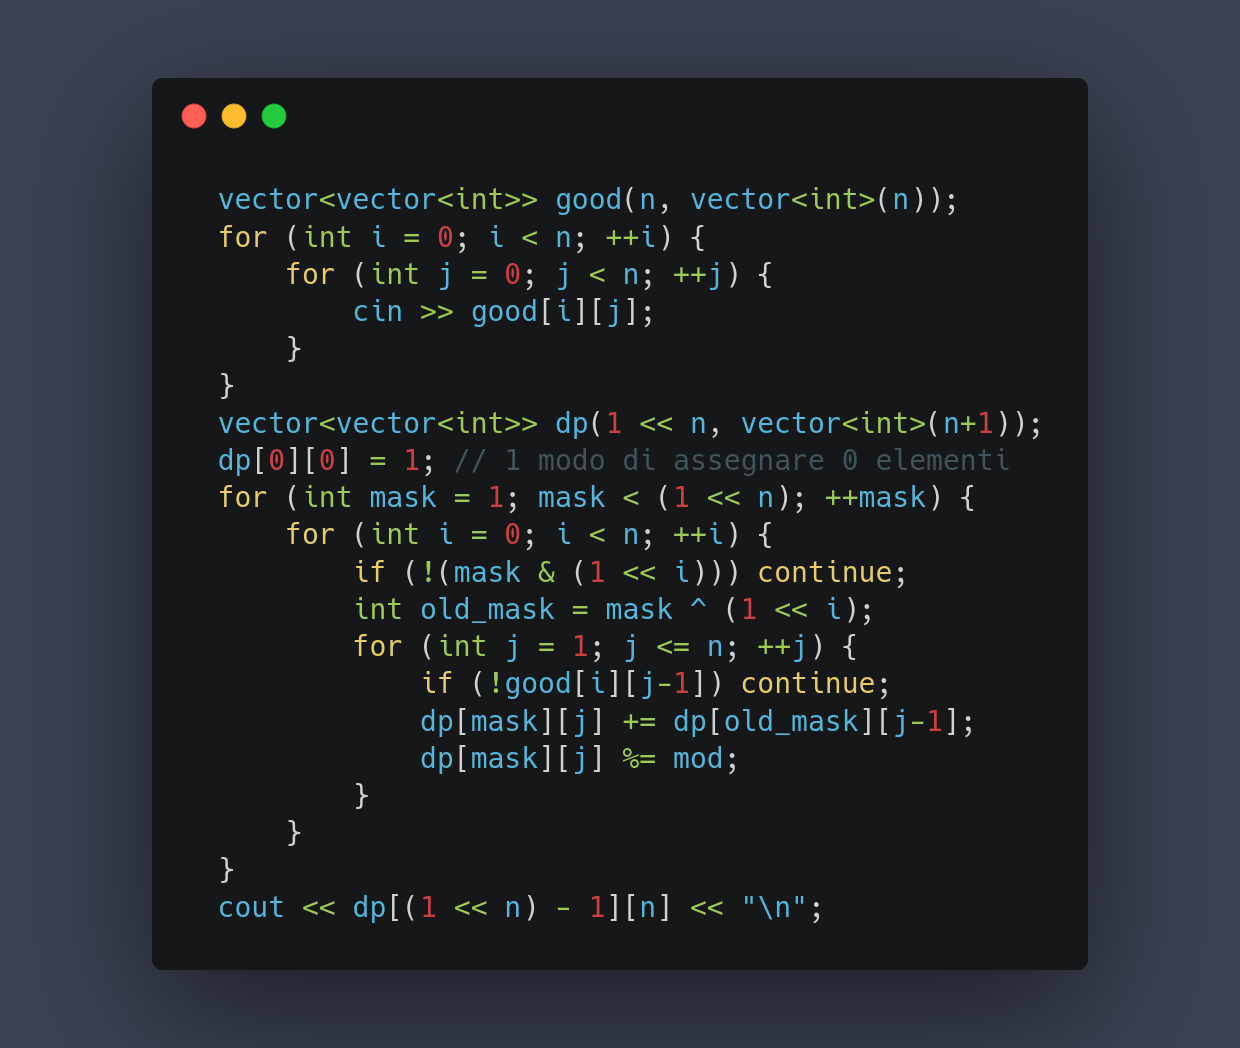 vector<vector<int>> good(n, vector<int>(n));
for (int i = 0; i < n; ++i) {
    for (int j = 0; j < n; ++j) {
        cin >> good[i][j];
    }
}
vector<vector<int>> dp(1 << n, vector<int>(n+1));
dp[0][0] = 1; // 1 modo di assegnare 0 elementi
for (int mask = 1; mask < (1 << n); ++mask) {
    for (int i = 0; i < n; ++i) {
        if (!(mask & (1 << i))) continue;
        int old_mask = mask ^ (1 << i);
        for (int j = 1; j <= n; ++j) {
            if (!good[i][j-1]) continue;
            dp[mask][j] += dp[old_mask][j-1];
            dp[mask][j] %= mod;
        }
    }
}
cout << dp[(1 << n) - 1][n] << "\n";